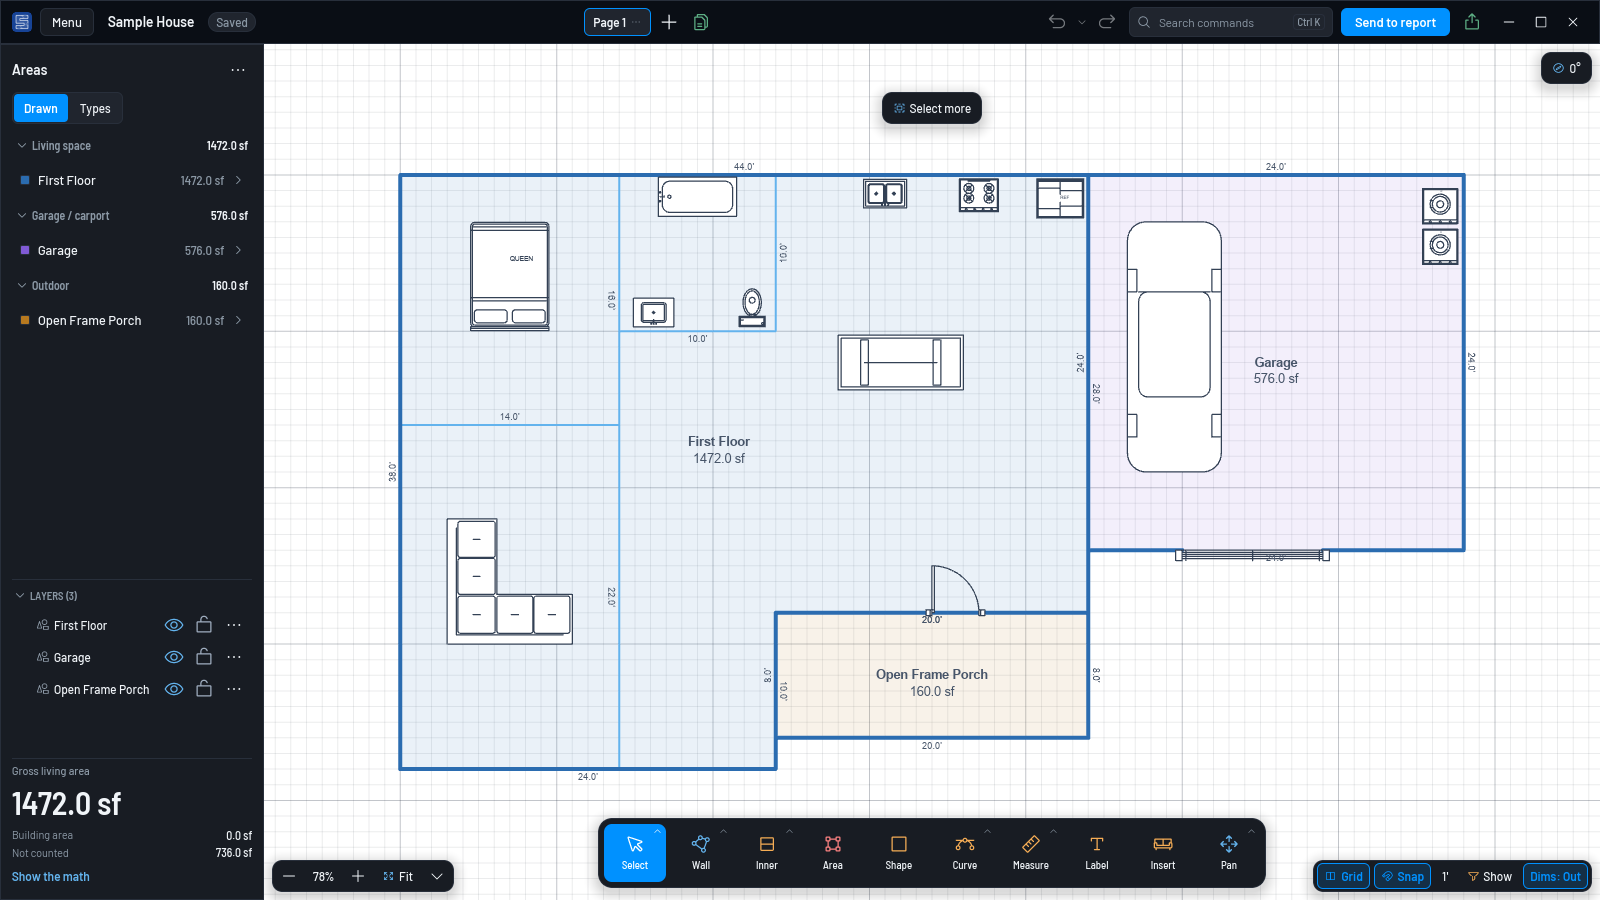 Menu
Sample House
Saved
Page 1
Search commands
Ctrl K
Send to report
Areas
Drawn
Types
Living space 1472.0 sf
First Floor 1472.0 sf
Garage / carport 576.0 sf
Garage 576.0 sf
Outdoor 160.0 sf
Open Frame Porch 160.0 sf
LAYERS (3)
First Floor
Garage
Open Frame Porch
Gross living area
1472.0 sf
Building area 0.0 sf
Not counted 736.0 sf
Show the math
0°
Select more
44.0'
24.0'
QUEEN
REF
10.0'
16.0'
10.0'
24.0'
28.0'
24.0'
Garage
576.0 sf
14.0'
First Floor
1472.0 sf
38.0'
24.0'
22.0'
20.0'
8.0'
10.0'
Open Frame Porch
160.0 sf
8.0'
20.0'
24.0'
78%
Fit
Select
Wall
Inner
Area
Shape
Curve
Measure
Label
Insert
Pan
Grid
Snap
1'
Show
Dims: Out